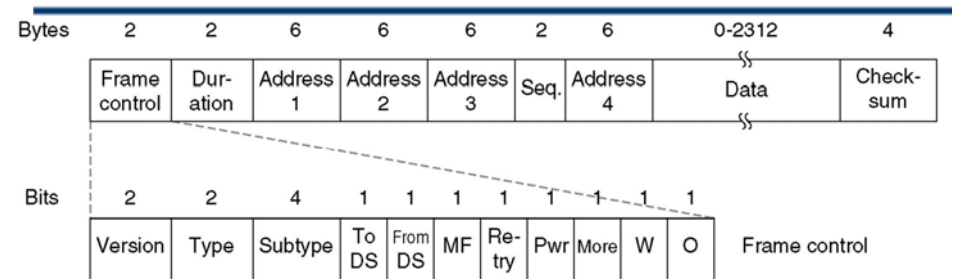 Bytes 2 2 6 6 6 2 6 0-2312 4
Frame control Dur-ation Address 1 Address 2 Address 3 Seq. Address 4 Data Check-sum
Bits 2 2 4 1 1 1 1 1 1 1 1
Version Type Subtype To DS From DS MF Re-try Pwr More W O Frame control